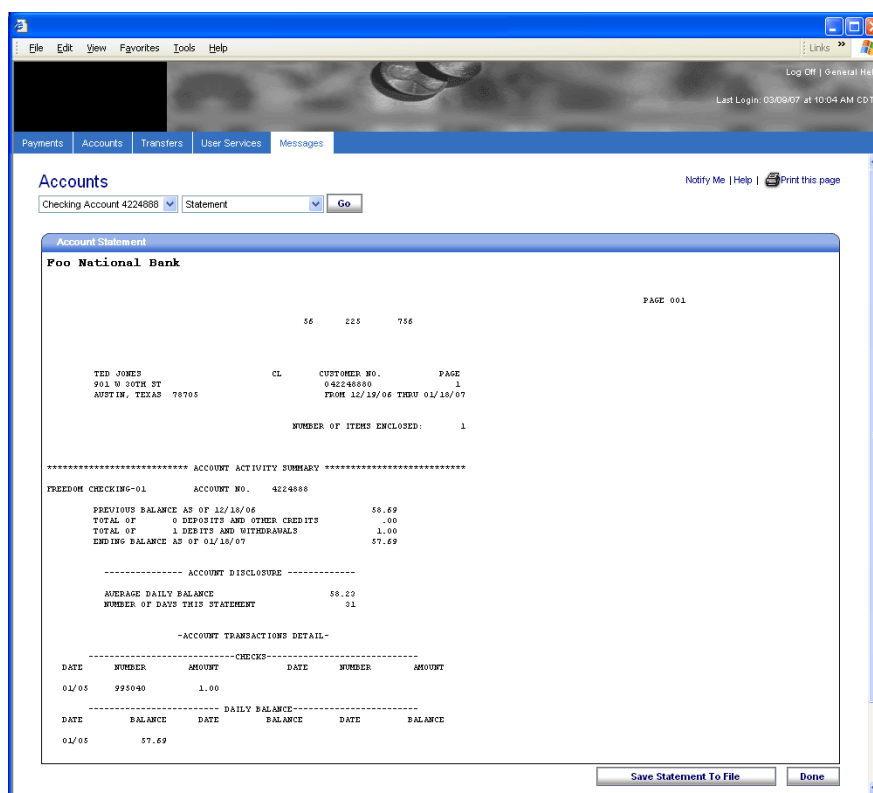 File Edit View Favorites Tools Help Links »
Log Off | General Hel
Last Login: 03/09/07 at 10:04 AM CDT
Payments Accounts Transfers User Services Messages
Accounts
Notify Me | Help | Print this page
Checking Account 4224888 Statement Go
Account Statement
Foo National Bank
PAGE 001
56 225 756
TED JONES CL CUSTOMER NO. PAGE
901 W 30TH ST 042248880 1
AUSTIN, TEXAS 78705 FROM 12/19/06 THRU 01/18/07
NUMBER OF ITEMS ENCLOSED: 1
*************************** ACCOUNT ACTIVITY SUMMARY ***************************
FREEDOM CHECKING-01 ACCOUNT NO. 4224888
PREVIOUS BALANCE AS OF 12/18/06 58.69
TOTAL OF 0 DEPOSITS AND OTHER CREDITS .00
TOTAL OF 1 DEBITS AND WITHDRAWALS 1.00
ENDING BALANCE AS OF 01/18/07 57.69
--------------- ACCOUNT DISCLOSURE -------------
AVERAGE DAILY BALANCE 58.23
NUMBER OF DAYS THIS STATEMENT 31
-ACCOUNT TRANSACTIONS DETAIL-
----------------------------CHECKS-----------------------------
DATE NUMBER AMOUNT DATE NUMBER AMOUNT
01/05 995040 1.00
------------------------- DAILY BALANCE------------------------
DATE BALANCE DATE BALANCE DATE BALANCE
01/05 57.69
Save Statement To File Done